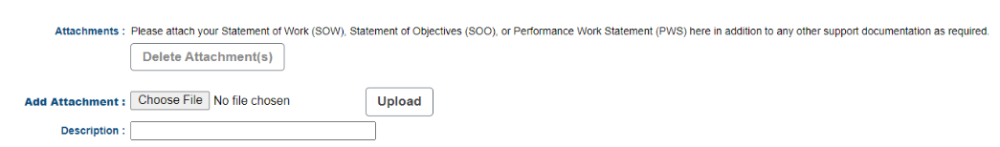 Attachments : Please attach your Statement of Work (SOW), Statement of Objectives (SOO), or Performance Work Statement (PWS) here in addition to any other support documentation as required.
Delete Attachment(s)
Add Attachment : Choose File No file chosen Upload
Description :